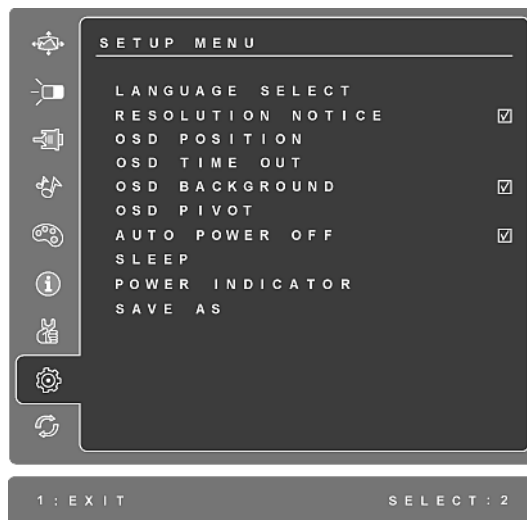 SETUP MENU
LANGUAGE SELECT
RESOLUTION NOTICE
OSD POSITION
OSD TIME OUT
OSD BACKGROUND
OSD PIVOT
AUTO POWER OFF
SLEEP
POWER INDICATOR
SAVE AS
1:EXIT SELECT:2